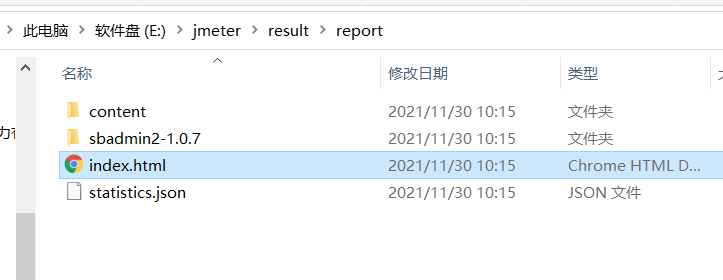 此电脑 > 软件盘 (E:) > jmeter > result > report
名称 修改日期 类型
content 2021/11/30 10:15 文件夹
sbadmin2-1.0.7 2021/11/30 10:15 文件夹
index.html 2021/11/30 10:15 Chrome HTML D...
statistics.json 2021/11/30 10:15 JSON 文件